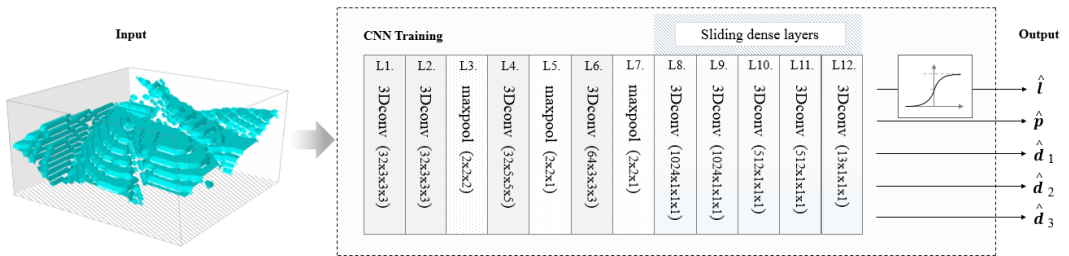 Input
CNN Training
Sliding dense layers
Output
L1. 3Dconv (32x3x3x3)
L2. 3Dconv (32x3x3x3)
L3. maxpool (2x2x2)
L4. 3Dconv (32x5x5x5)
L5. maxpool (2x2x1)
L6. 3Dconv (64x3x3x3)
L7. maxpool (2x2x1)
L8. 3Dconv (1024x1x1x1)
L9. 3Dconv (1024x1x1x1)
L10. 3Dconv (512x1x1x1)
L11. 3Dconv (512x1x1x1)
L12. 3Dconv (13x1x1x1)
l̂
p̂
d̂ 1
d̂ 2
d̂ 3